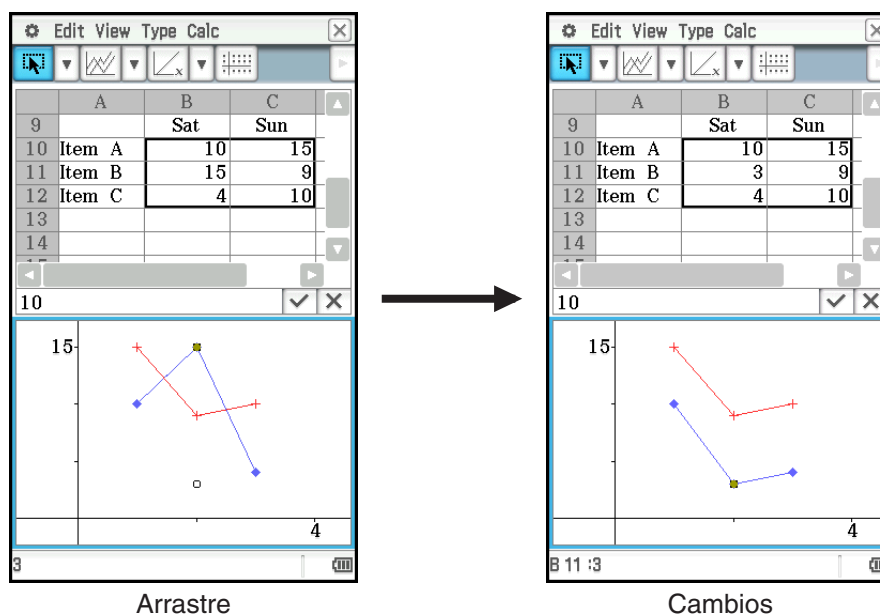 Edit View Type Calc
A B C
9 Sat Sun
10 Item A 10 15
11 Item B 15 9
12 Item C 4 10
13
14
10
15
4
3
Arrastre
Edit View Type Calc
A B C
9 Sat Sun
10 Item A 10 15
11 Item B 3 9
12 Item C 4 10
13
14
10
15
4
B 11 :3
Cambios